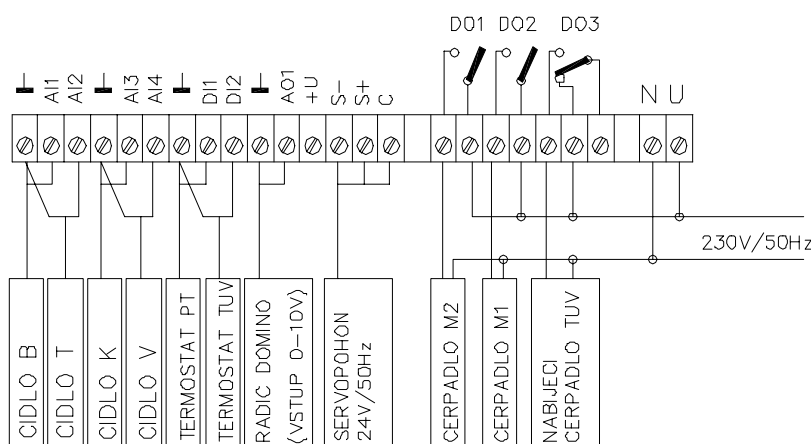 DO1 DO2 DO3
AI1
AI2
AI3
AI4
DI1
DI2
AO1
+U
S-
S+
C
N U
230V/50Hz
CIDLO B
CIDLO T
CIDLO K
CIDLO V
TERMOSTAT PT
TERMOSTAT TUV
RADIC DOMINO
(VSTUP 0-10V)
SERVOPOHON
24V/50Hz
CERPADLO M2
CERPADLO M1
NABIJECI
CERPADLO TUV